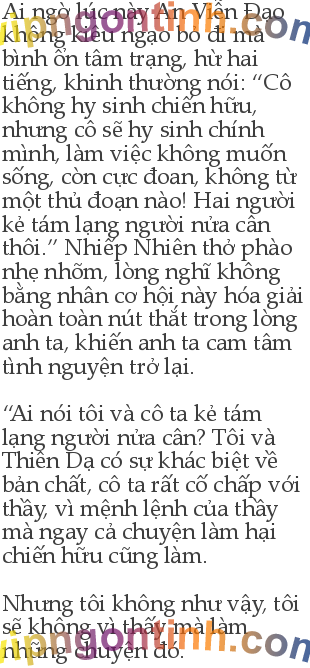 Ai ngờ lúc này An Viễn Đạo
không kiêu ngạo bỏ đi mà
bình ổn tâm trạng, hừ hai
tiếng, khinh thường nói: “Cô
không hy sinh chiến hữu,
nhưng cô sẽ hy sinh chính
mình, làm việc không muốn
sống, còn cực đoan, không từ
một thủ đoạn nào! Hai người
kẻ tám lạng người nửa cân
thôi.” Nhiếp Nhiên thở phào
nhẹ nhõm, lòng nghĩ không
bằng nhân cơ hội này hóa giải
hoàn toàn nút thắt trong lòng
anh ta, khiến anh ta cam tâm
tình nguyện trở lại.
“Ai nói tôi và cô ta kẻ tám
lạng người nửa cân? Tôi và
Thiên Dạ có sự khác biệt về
bản chất, cô ta rất cố chấp với
thầy, vì mệnh lệnh của thầy
mà ngay cả chuyện làm hại
chiến hữu cũng làm.
Nhưng tôi không như vậy, tôi
sẽ không vì thầy mà làm
những chuyện đó.
vipngontinh.com
vipngontinh.com